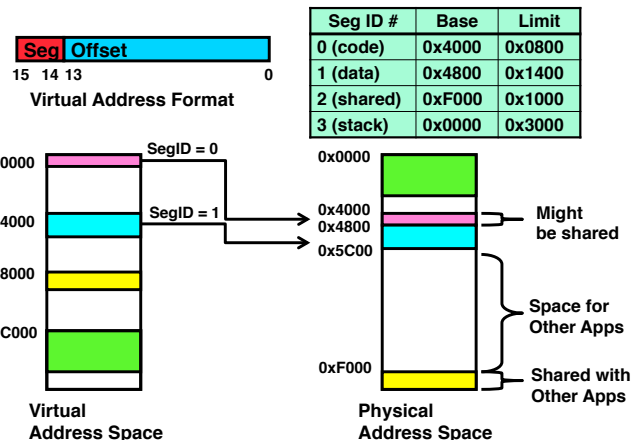 Seg Offset
15 14 13 0
Virtual Address Format
Seg ID # Base Limit
0 (code) 0x4000 0x0800
1 (data) 0x4800 0x1400
2 (shared) 0xF000 0x1000
3 (stack) 0x0000 0x3000
0000
4000
8000
C000
SegID = 0
SegID = 1
Virtual
Address Space
0x0000
0x4000
0x4800
0x5C00
0xF000
Physical
Address Space
Might
be shared
Space for
Other Apps
Shared with
Other Apps